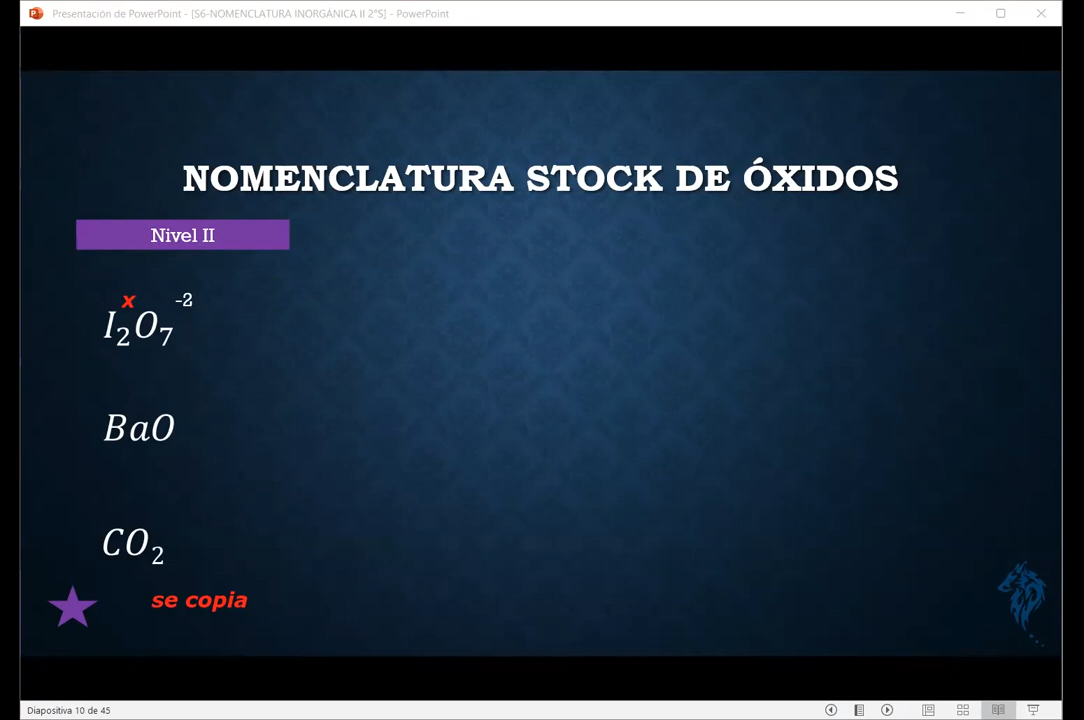 Presentación de PowerPoint - [S6-NOMENCLATURA INORGÁNICA II 2°S] - PowerPoint
NOMENCLATURA STOCK DE ÓXIDOS
Nivel II
x -2
I₂O₇
BaO
CO₂
se copia
Diapositiva 10 de 45